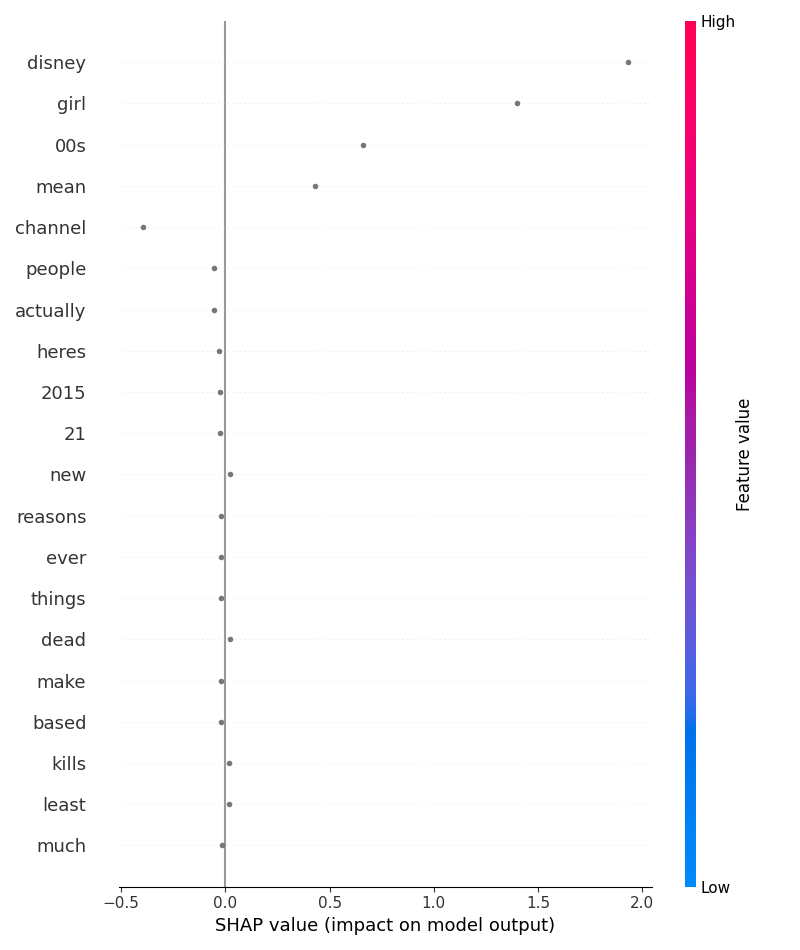 High
disney
girl
00s
mean
channel
people
actually
heres
2015
21
new
reasons
ever
things
dead
make
based
kills
least
much
Feature value
Low
−0.5 0.0 0.5 1.0 1.5 2.0
SHAP value (impact on model output)